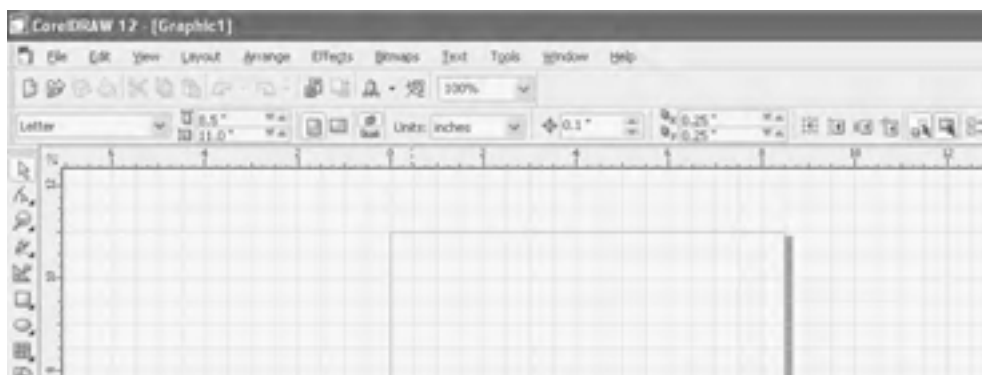 CorelDRAW 12 - [Graphic1]
File Edit View Layout Arrange Effects Bitmaps Text Tools Window Help
100%
Letter 8.5 " 11.0 " Units: inches 0.1 " x 0.25 " y 0.25 "